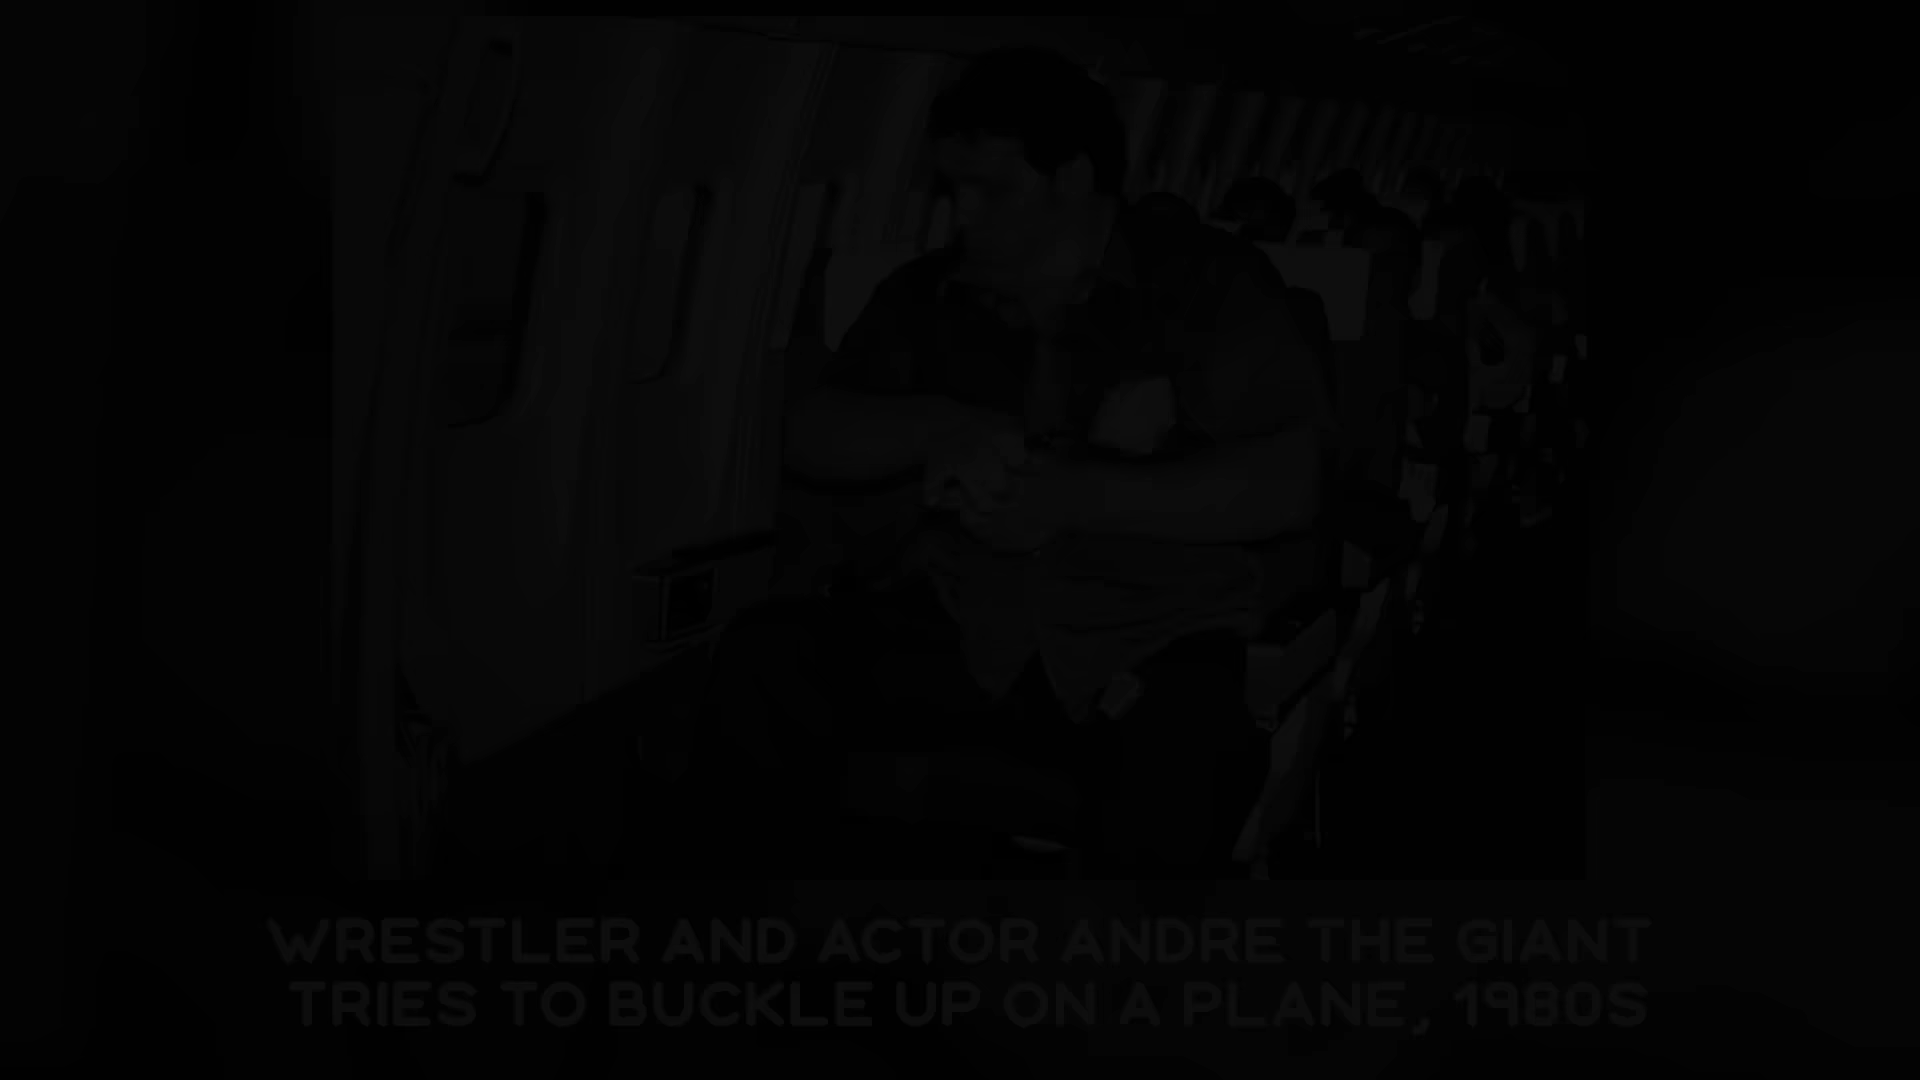 WRESTLER AND ACTOR ANDRE THE GIANT
TRIES TO BUCKLE UP ON A PLANE, 1980S